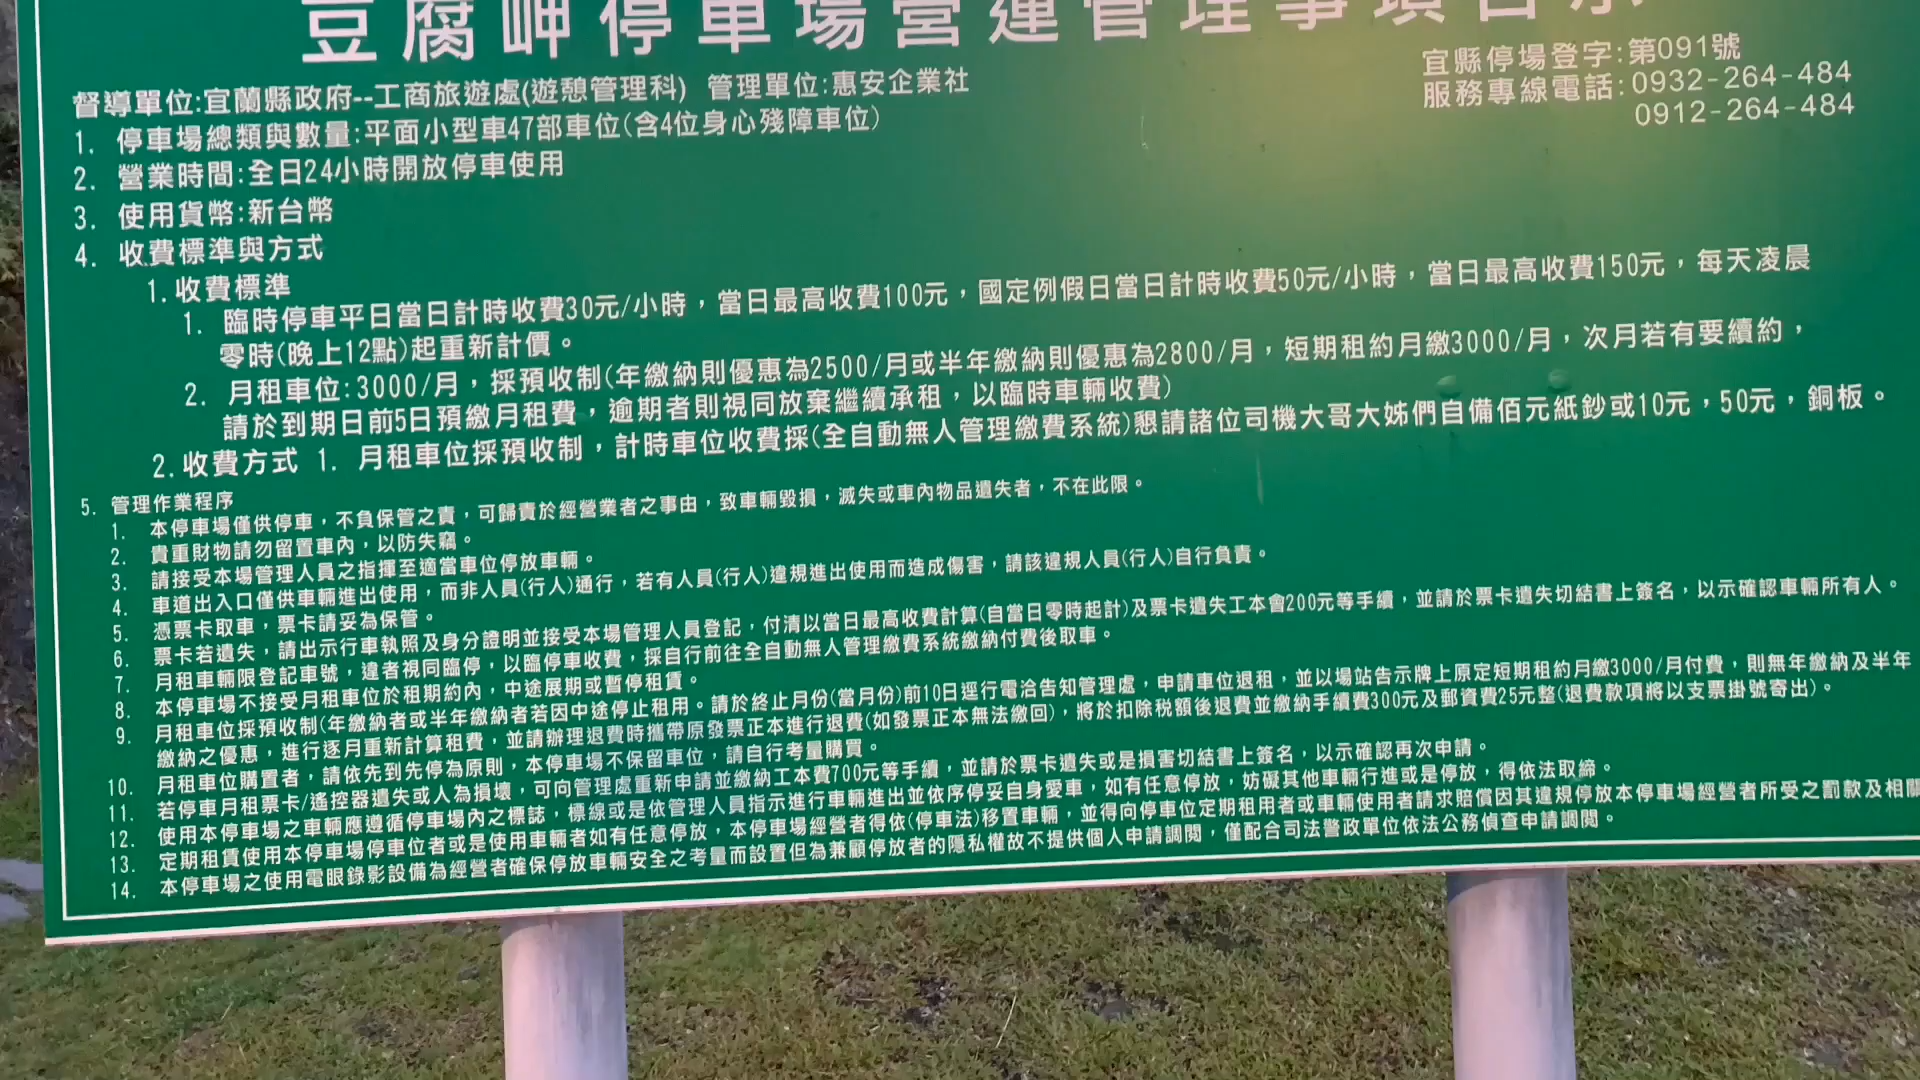 豆腐岬停車場營運管理事項告示
宜縣停場登字:第091號
督導單位:宜蘭縣政府--工商旅遊處(遊憩管理科) 管理單位:惠安企業社
服務專線電話:0932-264-484
0912-264-484
1. 停車場總類與數量:平面小型車47部車位(含4位身心殘障車位)
2. 營業時間:全日24小時開放停車使用
3. 使用貨幣:新台幣
4. 收費標準與方式
1.收費標準
1. 臨時停車平日當日計時收費30元/小時，當日最高收費100元，國定例假日當日計時收費50元/小時，當日最高收費150元，每天凌晨
零時(晚上12點)起重新計價。
2. 月租車位:3000/月，採預收制(年繳納則優惠為2500/月或半年繳納則優惠為2800/月，短期租約月繳3000/月，次月若有要續約，
請於到期日前5日預繳月租費，逾期者則視同放棄繼續承租，以臨時車輛收費)
2.收費方式 1. 月租車位採預收制，計時車位收費採(全自動無人管理繳費系統)懇請諸位司機大哥大姊們自備佰元紙鈔或10元，50元，銅板。
5. 管理作業程序
1. 本停車場僅供停車，不負保管之責，可歸責於經營業者之事由，致車輛毀損，滅失或車內物品遺失者，不在此限。
2. 貴重財物請勿留置車內，以防失竊。
3. 請接受本場管理人員之指揮至適當車位停放車輛。
4. 車道出入口僅供車輛進出使用，而非人員(行人)通行，若有人員(行人)違規進出使用而造成傷害，請該違規人員(行人)自行負責。
5. 憑票卡取車，票卡請妥為保管。
6. 票卡若遺失，請出示行車執照及身分證明並接受本場管理人員登記，付清以當日最高收費計算(自當日零時起計)及票卡遺失工本會200元等手續，並請於票卡遺失切結書上簽名，以示確認車輛所有人。
7. 月租車輛限登記車號，違者視同臨停，以臨停車收費，採自行前往全自動無人管理繳費系統繳納付費後取車。
8. 本停車場不接受月租車位於租期約內，中途展期或暫停租賃。
9. 月租車位採預收制(年繳納者或半年繳納者若因中途停止租用。請於終止月份(當月份)前10日逕行電洽告知管理處，申請車位退租，並以場站告示牌上原定短期租約月繳3000/月付費，則無年繳納及半年
繳納之優惠，進行逐月重新計算租費，並請辦理退費時攜帶原發票正本進行退費(如發票正本無法繳回)，將於扣除稅額後退費並繳納手續費300元及郵資費25元整(退費款項將以支票掛號寄出)。
10. 月租車位購置者，請依先到先停為原則，本停車場不保留車位，請自行考量購買。
11. 若停車月租票卡/遙控器遺失或人為損壞，可向管理處重新申請並繳納工本費700元等手續，並請於票卡遺失或是損害切結書上簽名，以示確認再次申請。
12. 使用本停車場之車輛應遵循停車場內之標誌，標線或是依管理人員指示進行車輛進出並依序停妥自身愛車，如有任意停放，妨礙其他車輛行進或是停放，得依法取締。
13. 定期租賃使用本停車場停車位者或是使用車輛者如有任意停放，本停車場經營者得依(停車法)移置車輛，並得向停車位定期租用者或車輛使用者請求賠償因其違規停放本停車場經營者所受之罰款及相關
14. 本停車場之使用電眼錄影設備為經營者確保停放車輛安全之考量而設置但為兼顧停放者的隱私權故不提供個人申請調閱，僅配合司法警政單位依法公務偵查申請調閱。